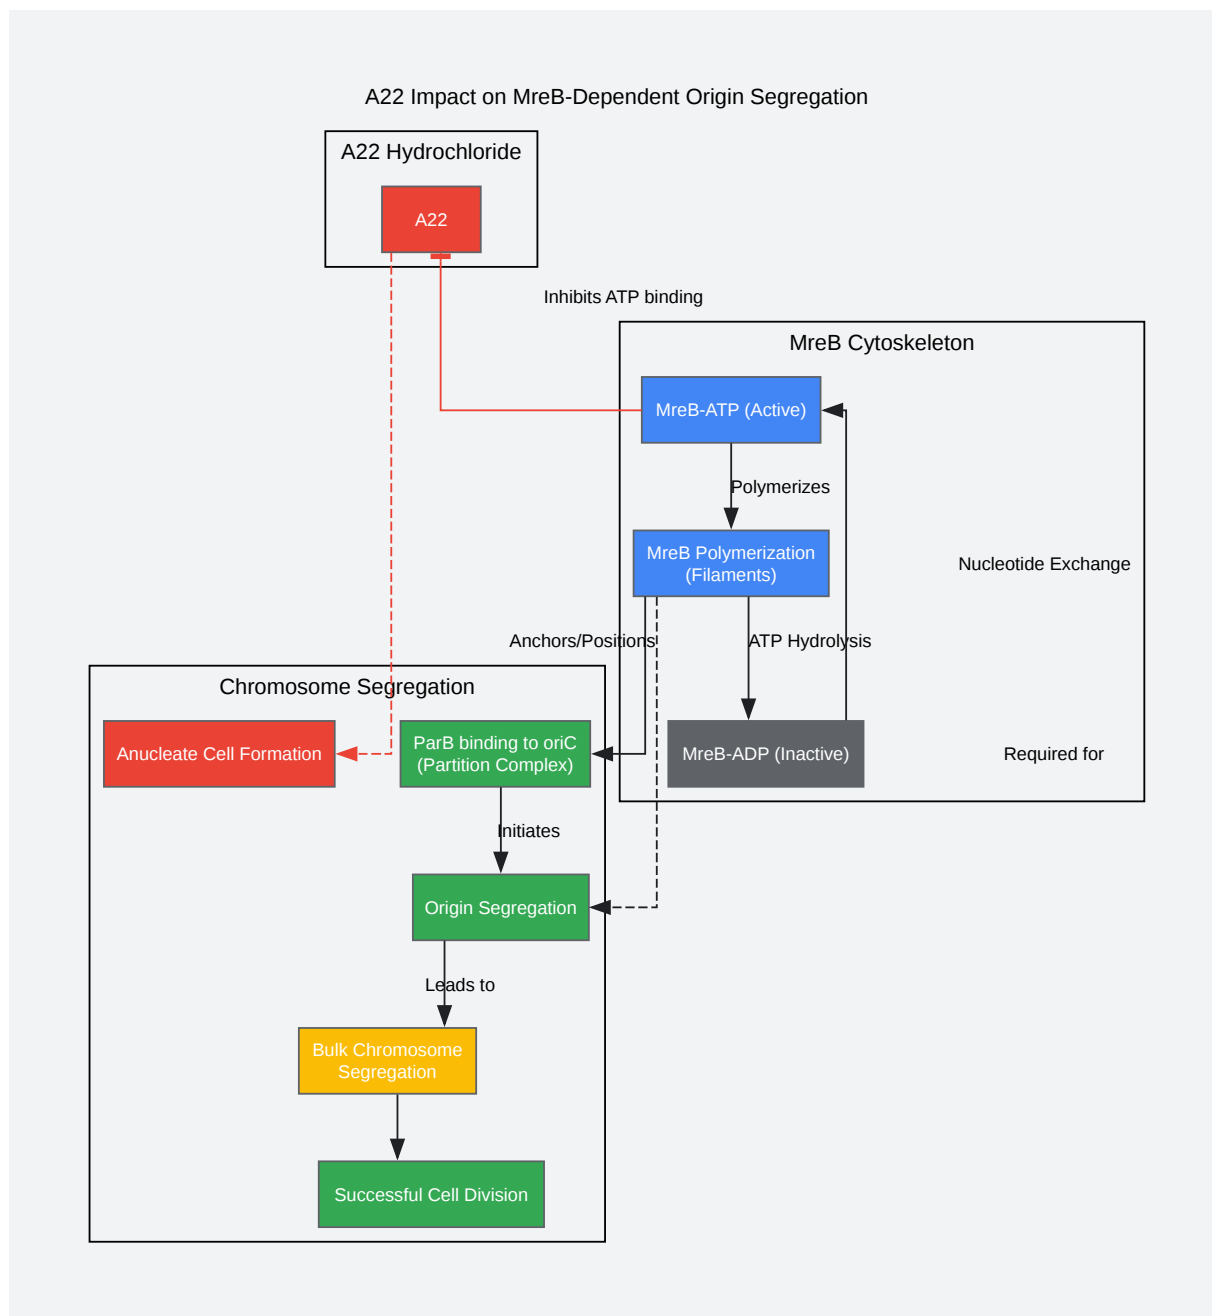 A22 Impact on MreB-Dependent Origin Segregation
A22 Hydrochloride
A22
Inhibits ATP binding
MreB Cytoskeleton
MreB-ATP (Active)
Polymerizes
MreB Polymerization
(Filaments)
Nucleotide Exchange
Anchors/Positions
ATP Hydrolysis
Chromosome Segregation
Anucleate Cell Formation
ParB binding to oriC
(Partition Complex)
MreB-ADP (Inactive)
Required for
Initiates
Origin Segregation
Leads to
Bulk Chromosome
Segregation
Successful Cell Division